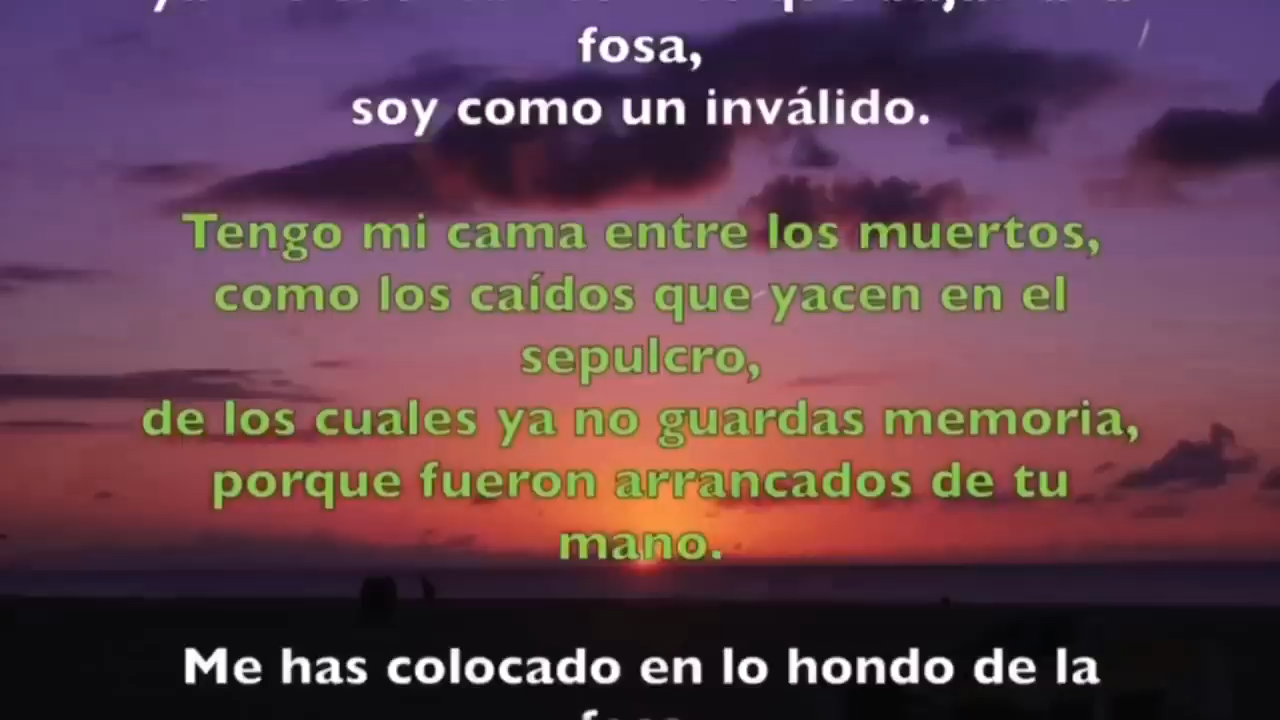 fosa,
soy como un inválido.
Tengo mi cama entre los muertos,
como los caídos que yacen en el
sepulcro,
de los cuales ya no guardas memoria,
porque fueron arrancados de tu
mano.
Me has colocado en lo hondo de la